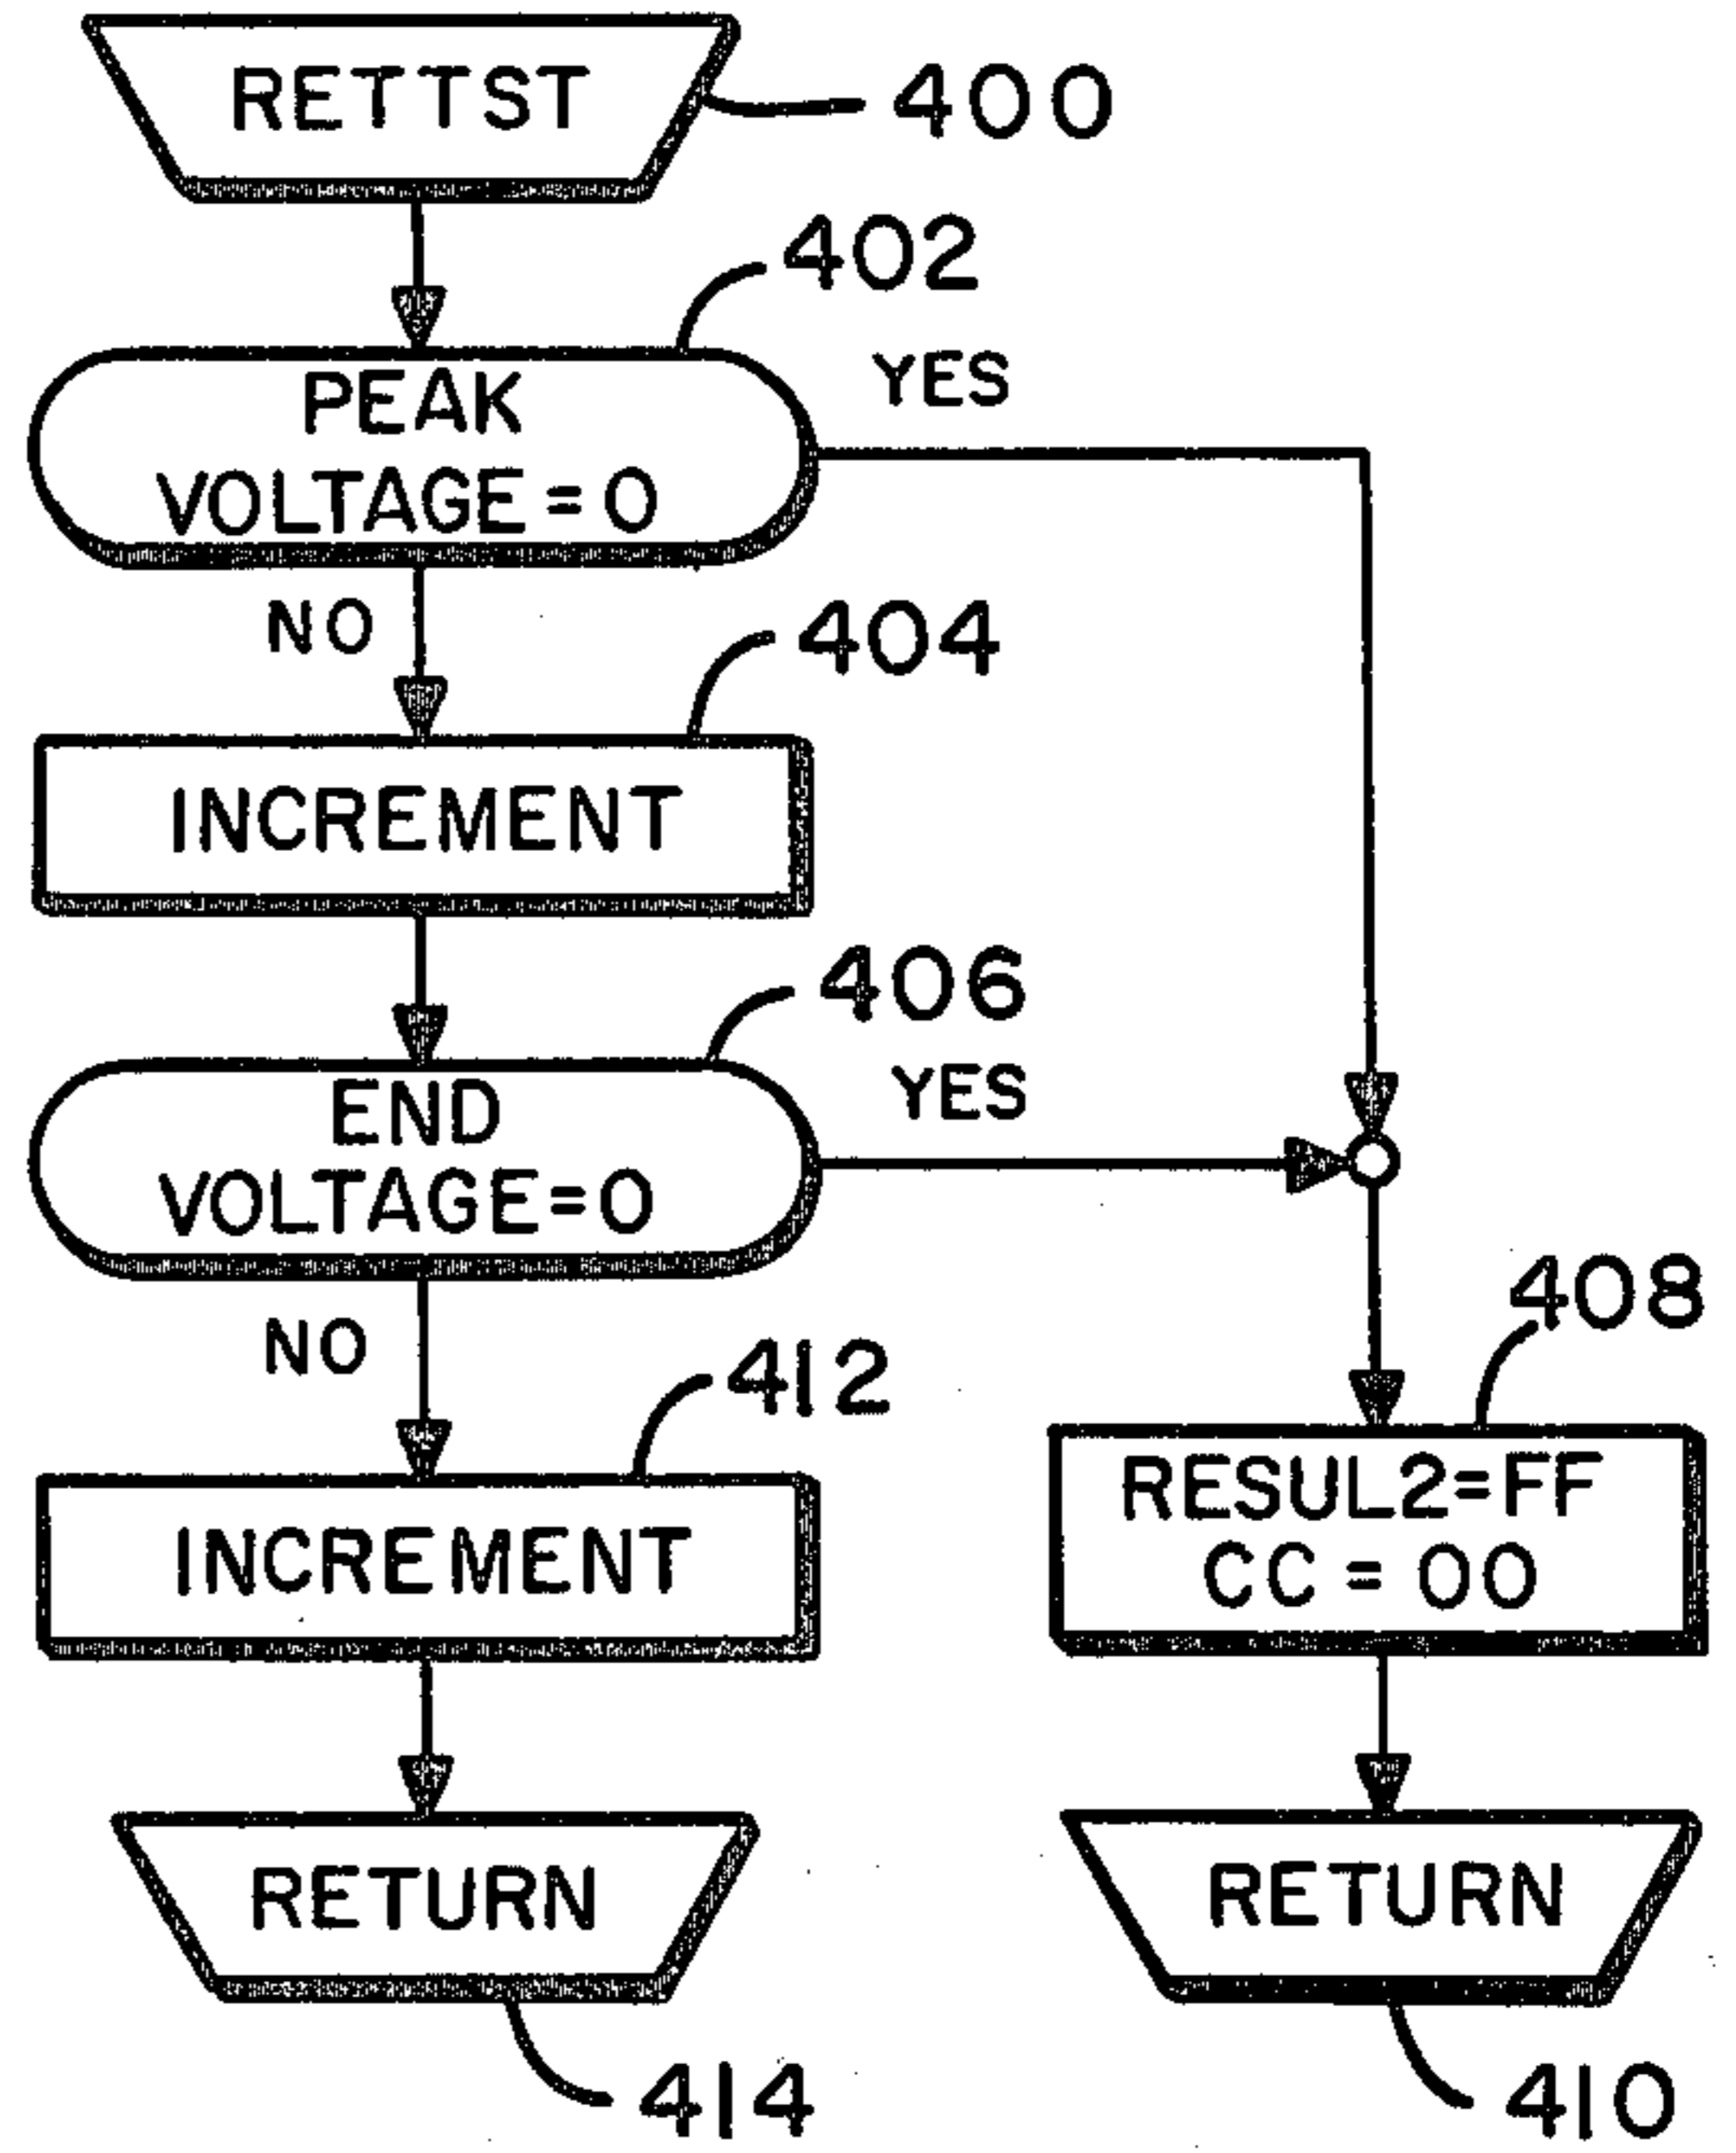 RETTST
400
402
PEAK
VOLTAGE=0
YES
NO
404
INCREMENT
406
END
VOLTAGE=0
YES
NO
408
412
RESUL2=FF
CC=00
INCREMENT
RETURN
RETURN
414
410